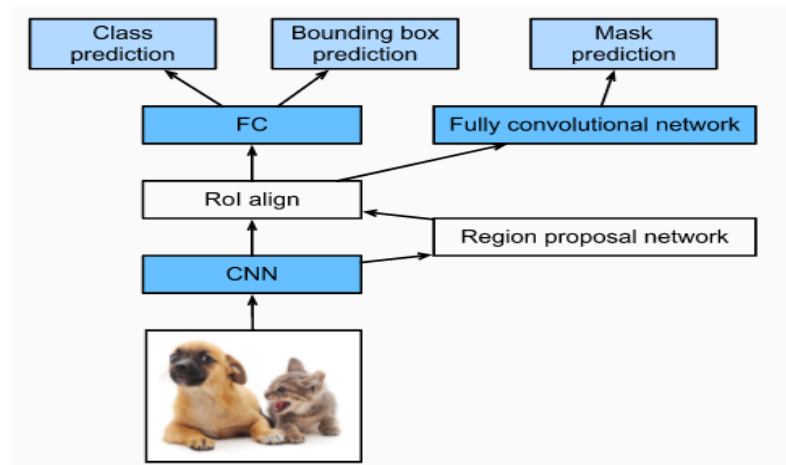 Class
prediction
Bounding box
prediction
Mask
prediction
FC
Fully convolutional network
RoI align
Region proposal network
CNN